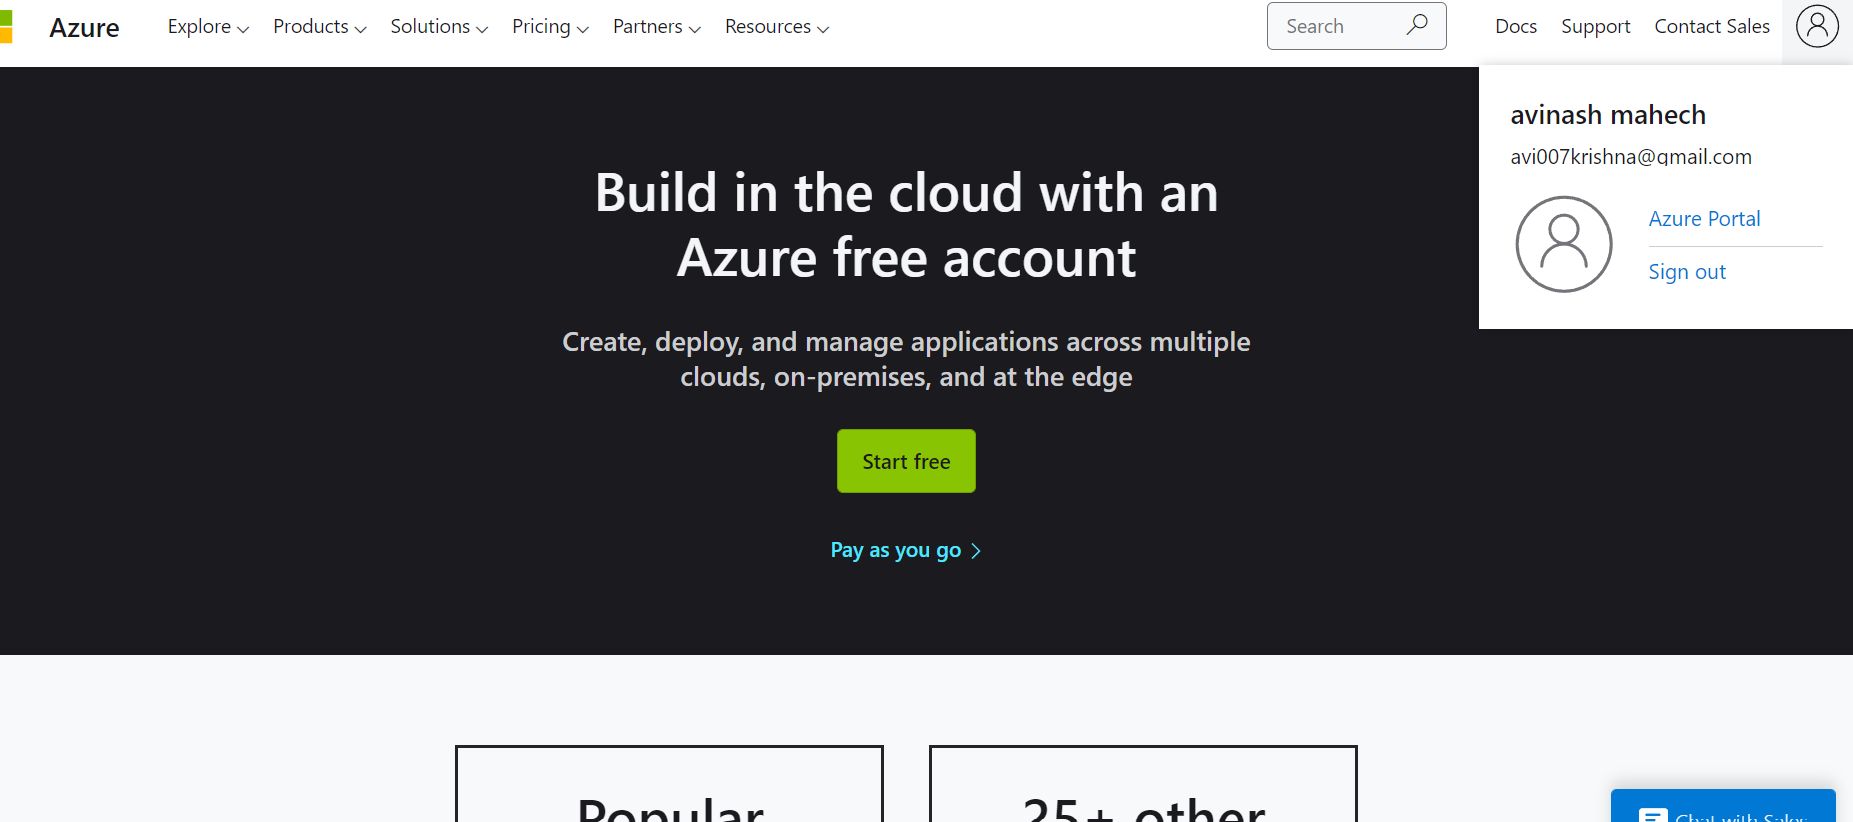 Azure Explore Products Solutions Pricing Partners Resources Search Docs Support Contact Sales
avinash mahech
avi007krishna@gmail.com
Azure Portal
Sign out
Build in the cloud with an
Azure free account
Create, deploy, and manage applications across multiple
clouds, on-premises, and at the edge
Start free
Pay as you go
Popular
25+ other
Chat with Sales